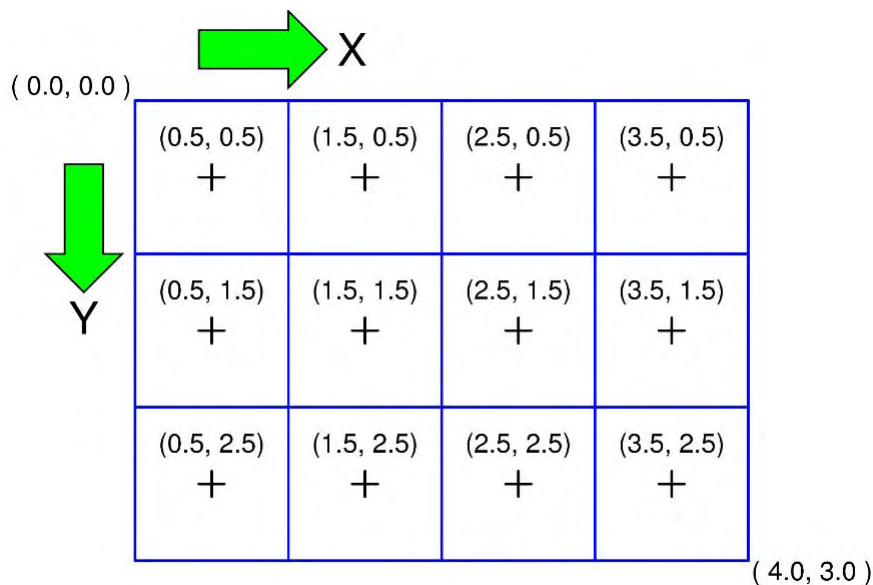 X
( 0.0, 0.0 )
(0.5, 0.5) (1.5, 0.5) (2.5, 0.5) (3.5, 0.5)
Y
(0.5, 1.5) (1.5, 1.5) (2.5, 1.5) (3.5, 1.5)
(0.5, 2.5) (1.5, 2.5) (2.5, 2.5) (3.5, 2.5)
( 4.0, 3.0 )